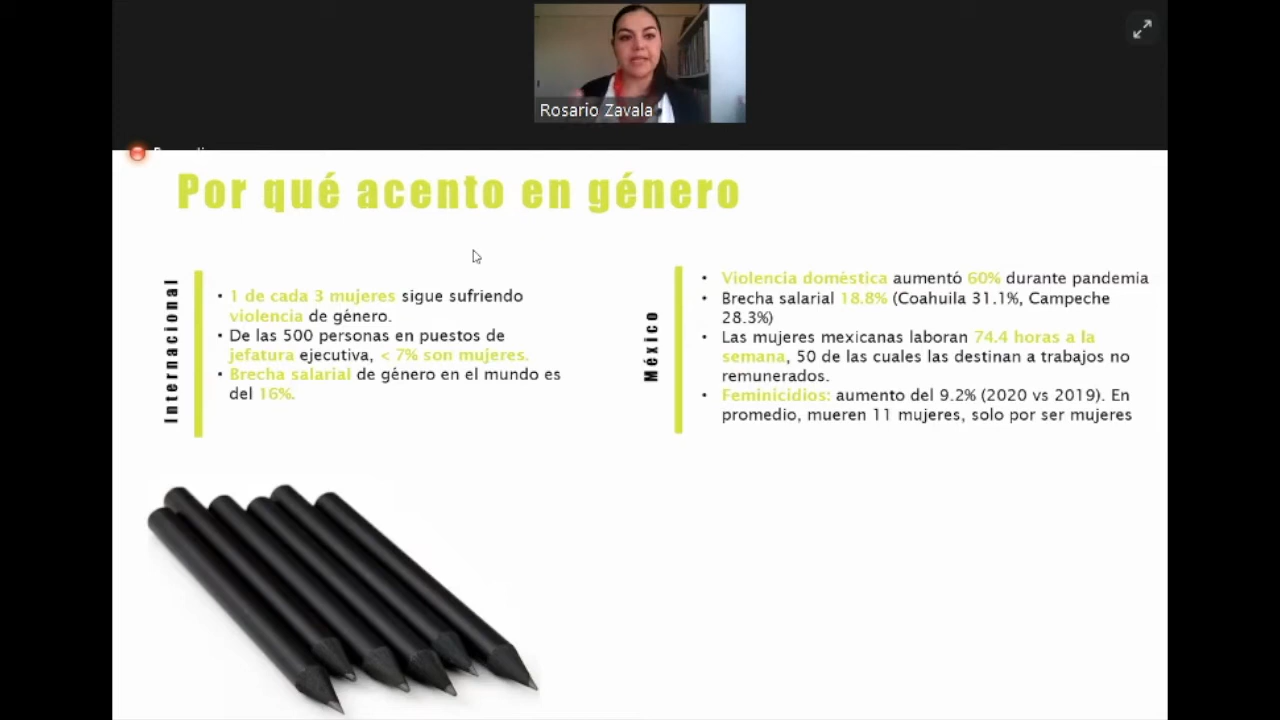 Rosario Zavala
Por qué acento en género
Internacional
• 1 de cada 3 mujeres sigue sufriendo
violencia de género.
• De las 500 personas en puestos de
jefatura ejecutiva, < 7% son mujeres.
• Brecha salarial de género en el mundo es
del 16%.
México
• Violencia doméstica aumentó 60% durante pandemia
• Brecha salarial 18.8% (Coahuila 31.1%, Campeche
28.3%)
• Las mujeres mexicanas laboran 74.4 horas a la
semana, 50 de las cuales las destinan a trabajos no
remunerados.
• Feminicidios: aumento del 9.2% (2020 vs 2019). En
promedio, mueren 11 mujeres, solo por ser mujeres